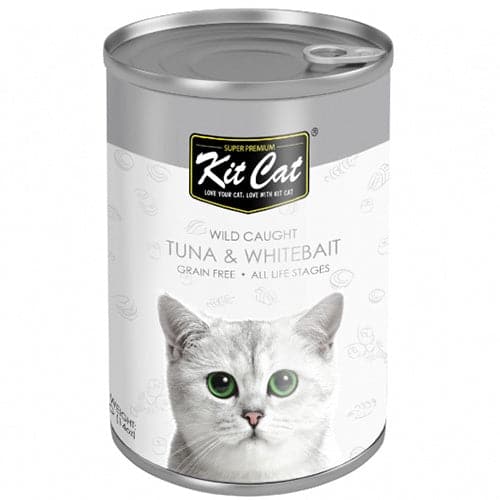 SUPER PREMIUM
Kit Cat
®
LOVE YOUR CAT. LOVE WITH KIT CAT
WILD CAUGHT
TUNA & WHITEBAIT
GRAIN FREE • ALL LIFE STAGES
(14oz)